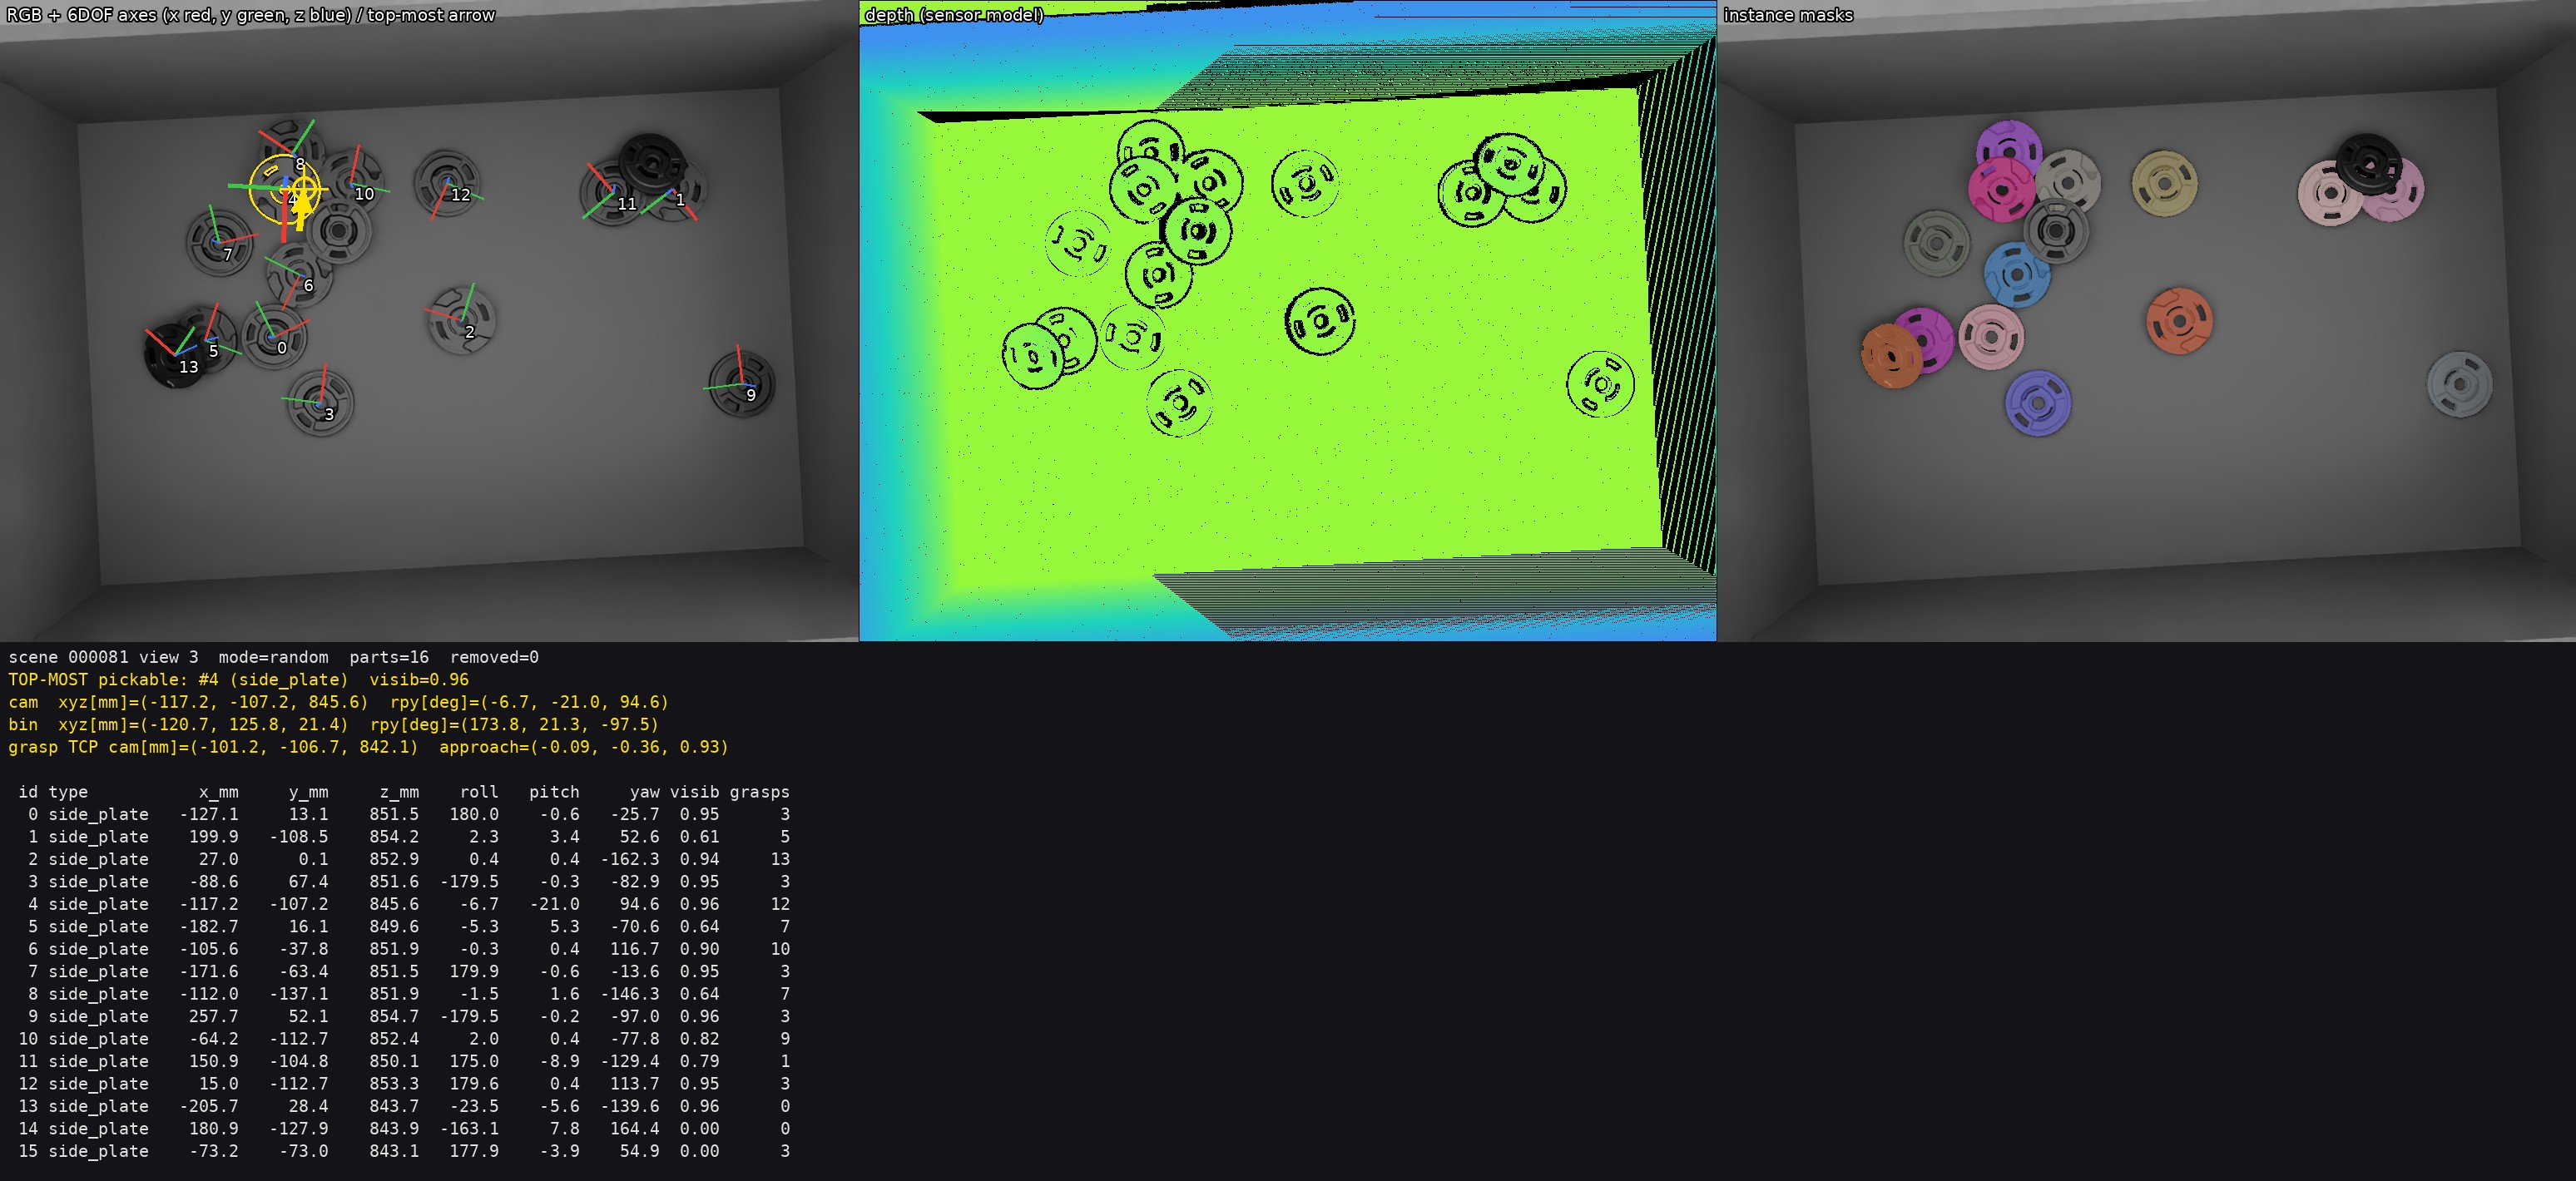 RGB + 6DOF axes (x red, y green, z blue) / top-most arrow
depth (sensor model)
instance masks
8
4
10
12
11
1
7
6
2
0
5
13
3
9
scene 000081 view 3  mode=random  parts=16  removed=0
TOP-MOST pickable: #4 (side_plate)  visib=0.96
cam  xyz[mm]=(-117.2, -107.2, 845.6)  rpy[deg]=(-6.7, -21.0, 94.6)
bin  xyz[mm]=(-120.7, 125.8, 21.4)  rpy[deg]=(173.8, 21.3, -97.5)
grasp TCP cam[mm]=(-101.2, -106.7, 842.1)  approach=(-0.09, -0.36, 0.93)
id type x_mm y_mm z_mm roll pitch yaw visib grasps
0 side_plate -127.1 13.1 851.5 180.0 -0.6 -25.7 0.95 3
1 side_plate 199.9 -108.5 854.2 2.3 3.4 52.6 0.61 5
2 side_plate 27.0 0.1 852.9 0.4 0.4 -162.3 0.94 13
3 side_plate -88.6 67.4 851.6 -179.5 -0.3 -82.9 0.95 3
4 side_plate -117.2 -107.2 845.6 -6.7 -21.0 94.6 0.96 12
5 side_plate -182.7 16.1 849.6 -5.3 5.3 -70.6 0.64 7
6 side_plate -105.6 -37.8 851.9 -0.3 0.4 116.7 0.90 10
7 side_plate -171.6 -63.4 851.5 179.9 -0.6 -13.6 0.95 3
8 side_plate -112.0 -137.1 851.9 -1.5 1.6 -146.3 0.64 7
9 side_plate 257.7 52.1 854.7 -179.5 -0.2 -97.0 0.96 3
10 side_plate -64.2 -112.7 852.4 2.0 0.4 -77.8 0.82 9
11 side_plate 150.9 -104.8 850.1 175.0 -8.9 -129.4 0.79 1
12 side_plate 15.0 -112.7 853.3 179.6 0.4 113.7 0.95 3
13 side_plate -205.7 28.4 843.7 -23.5 -5.6 -139.6 0.96 0
14 side_plate 180.9 -127.9 843.9 -163.1 7.8 164.4 0.00 0
15 side_plate -73.2 -73.0 843.1 177.9 -3.9 54.9 0.00 3